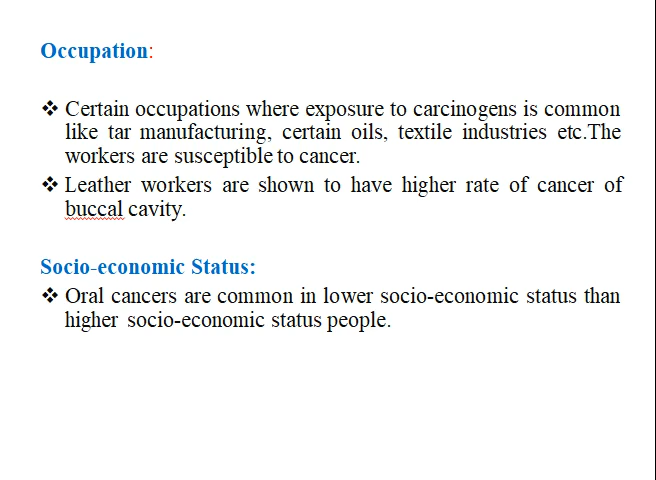 Occupation:
❖ Certain occupations where exposure to carcinogens is common
like tar manufacturing, certain oils, textile industries etc.The
workers are susceptible to cancer.
❖ Leather workers are shown to have higher rate of cancer of
buccal cavity.
Socio-economic Status:
❖ Oral cancers are common in lower socio-economic status than
higher socio-economic status people.